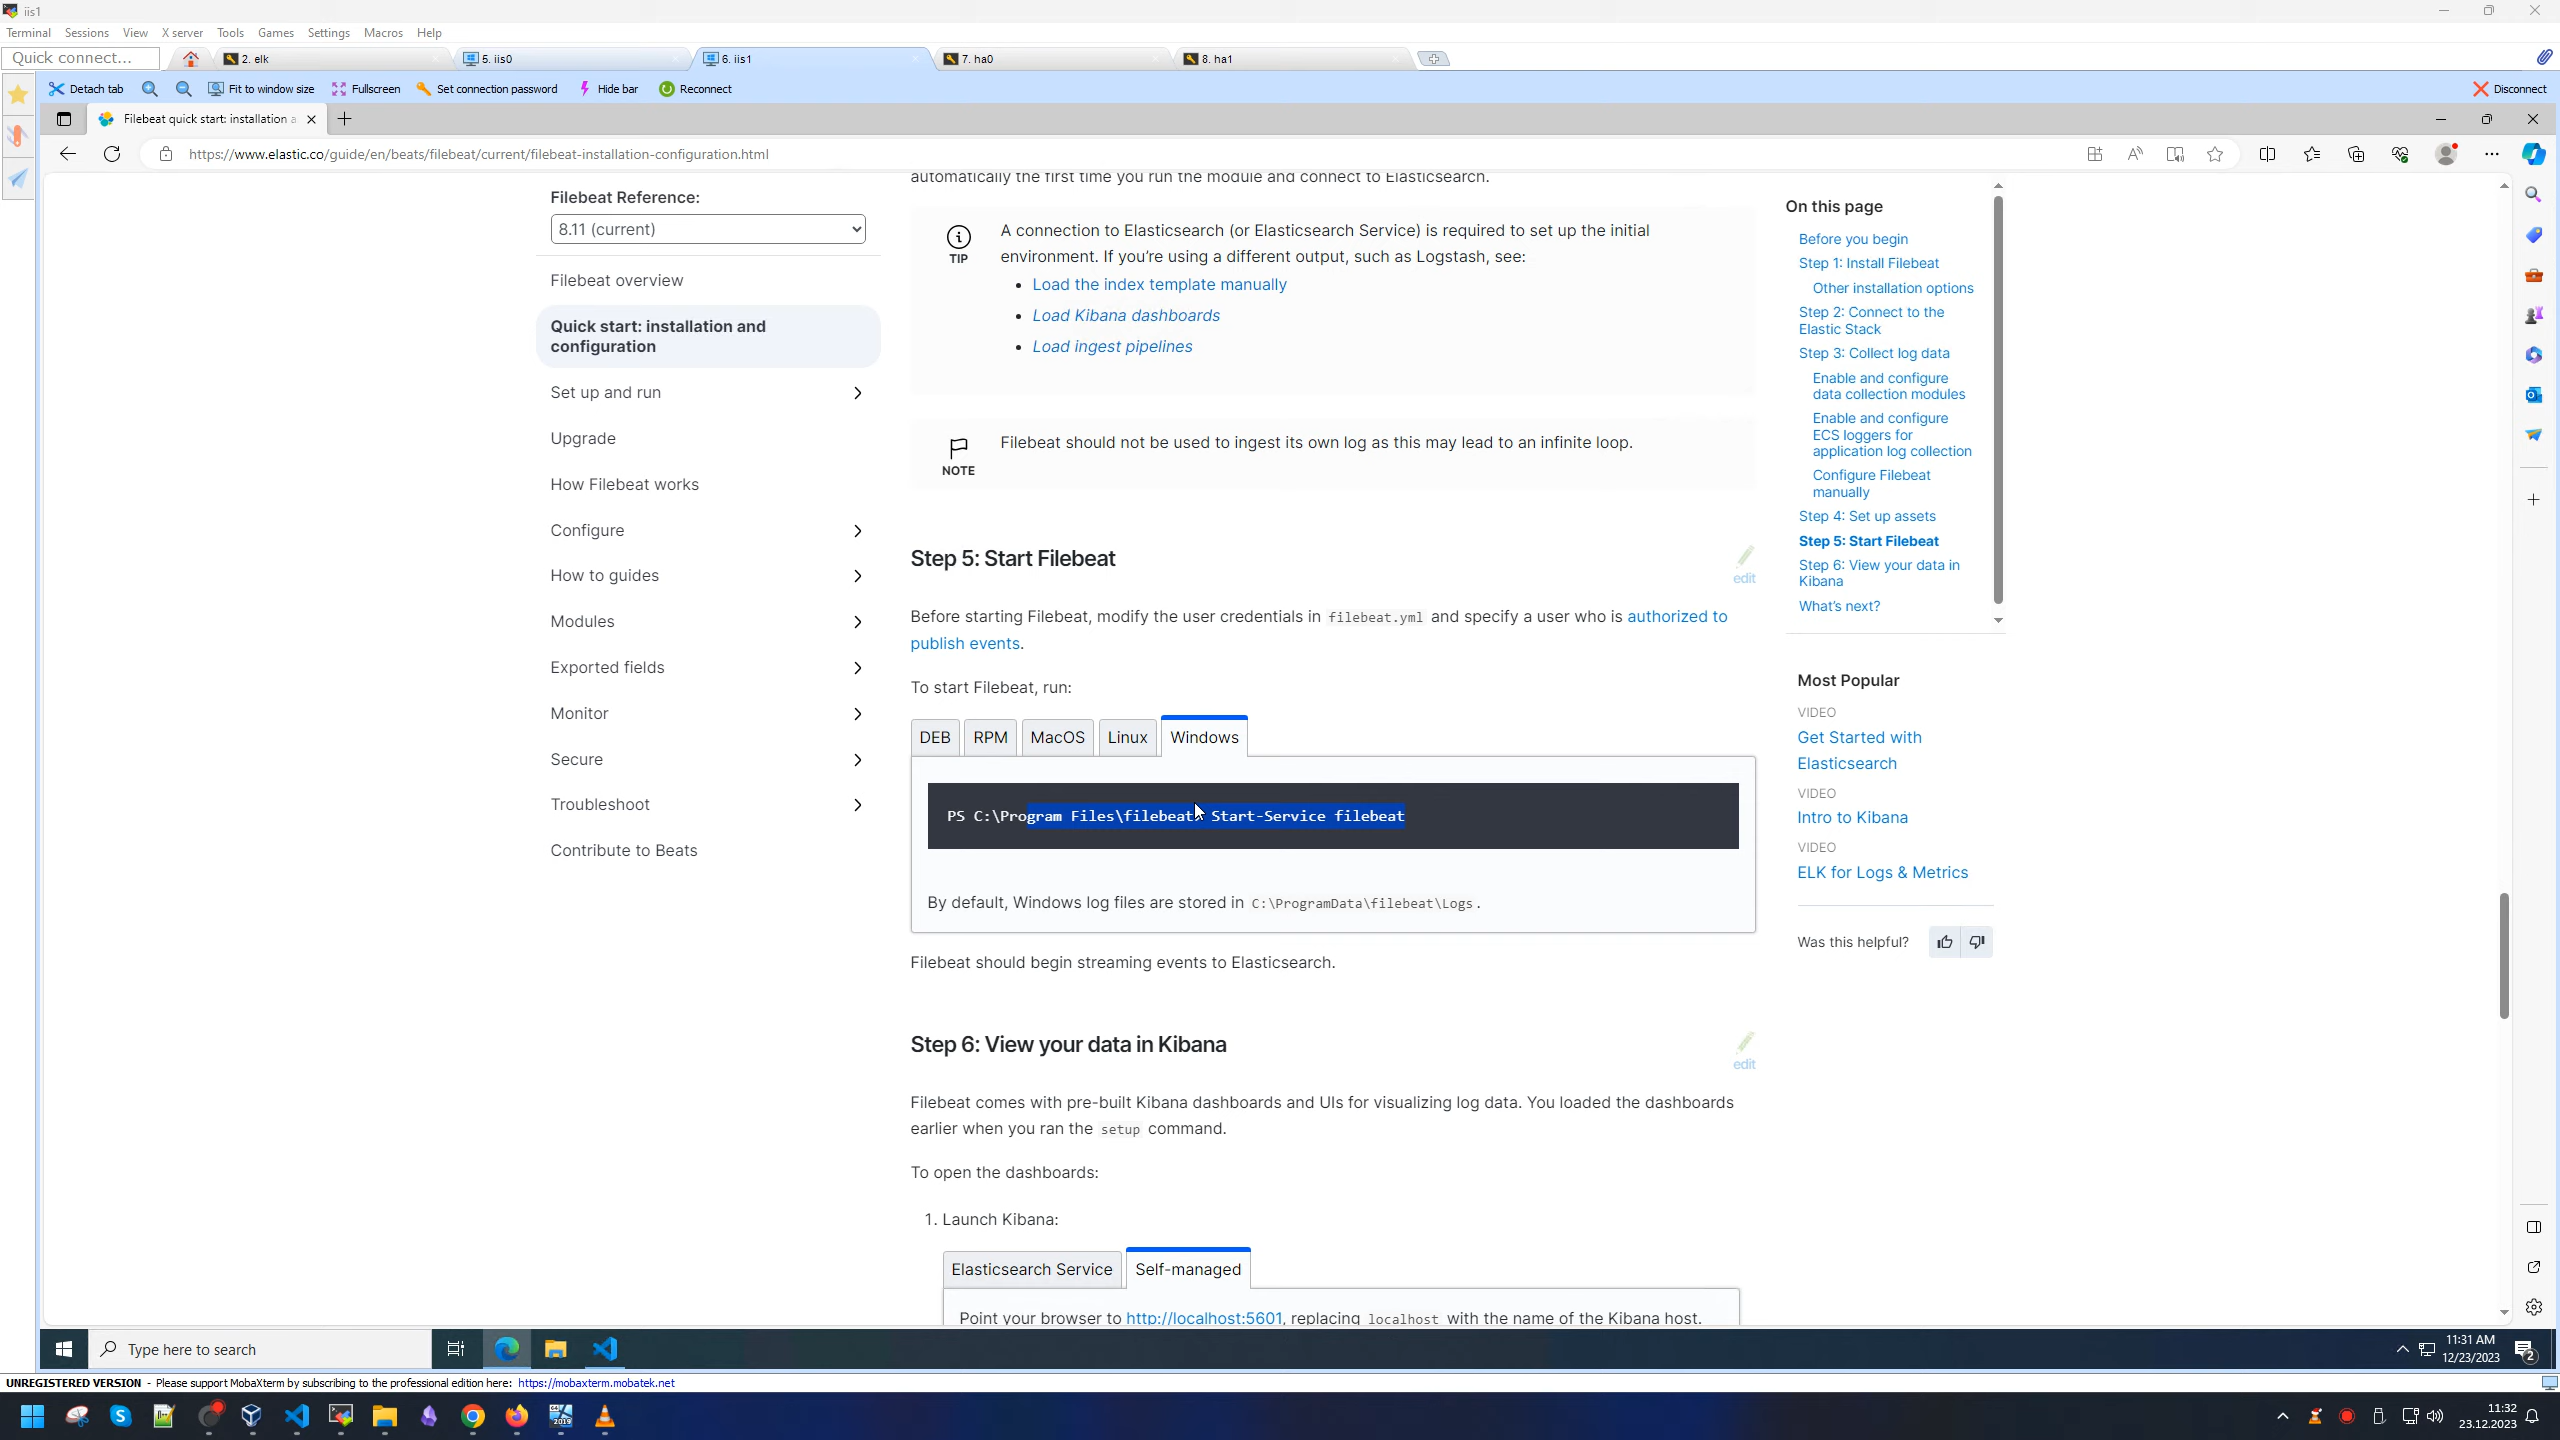 iis1
Terminal Sessions View X server Tools Games Settings Macros Help
Quick connect... 2. elk 5. iis0 6. iis1 7. ha0 8. ha1
Detach tab Fit to window size Fullscreen Set connection password Hide bar Reconnect Disconnect
Filebeat quick start: installation a
https://www.elastic.co/guide/en/beats/filebeat/current/filebeat-installation-configuration.html
Filebeat Reference:
8.11 (current)
Filebeat overview
Quick start: installation and
configuration
Set up and run
Upgrade
How Filebeat works
Configure
How to guides
Modules
Exported fields
Monitor
Secure
Troubleshoot
Contribute to Beats
automatically the first time you run the module and connect to Elasticsearch.
TIP
A connection to Elasticsearch (or Elasticsearch Service) is required to set up the initial
environment. If you're using a different output, such as Logstash, see:
• Load the index template manually
• Load Kibana dashboards
• Load ingest pipelines
NOTE
Filebeat should not be used to ingest its own log as this may lead to an infinite loop.
Step 5: Start Filebeat
edit
Before starting Filebeat, modify the user credentials in filebeat.yml and specify a user who is authorized to
publish events.
To start Filebeat, run:
DEB RPM MacOS Linux Windows
PS C:\Program Files\filebeat> Start-Service filebeat
By default, Windows log files are stored in C:\ProgramData\filebeat\Logs.
Filebeat should begin streaming events to Elasticsearch.
Step 6: View your data in Kibana
edit
Filebeat comes with pre-built Kibana dashboards and UIs for visualizing log data. You loaded the dashboards
earlier when you ran the setup command.
To open the dashboards:
1. Launch Kibana:
Elasticsearch Service Self-managed
Point your browser to http://localhost:5601, replacing localhost with the name of the Kibana host.
On this page
Before you begin
Step 1: Install Filebeat
Other installation options
Step 2: Connect to the
Elastic Stack
Step 3: Collect log data
Enable and configure
data collection modules
Enable and configure
ECS loggers for
application log collection
Configure Filebeat
manually
Step 4: Set up assets
Step 5: Start Filebeat
Step 6: View your data in
Kibana
What's next?
Most Popular
VIDEO
Get Started with
Elasticsearch
VIDEO
Intro to Kibana
VIDEO
ELK for Logs & Metrics
Was this helpful?
Type here to search
11:31 AM
12/23/2023
2
UNREGISTERED VERSION - Please support MobaXterm by subscribing to the professional edition here: https://mobaxterm.mobatek.net
11:32
23.12.2023